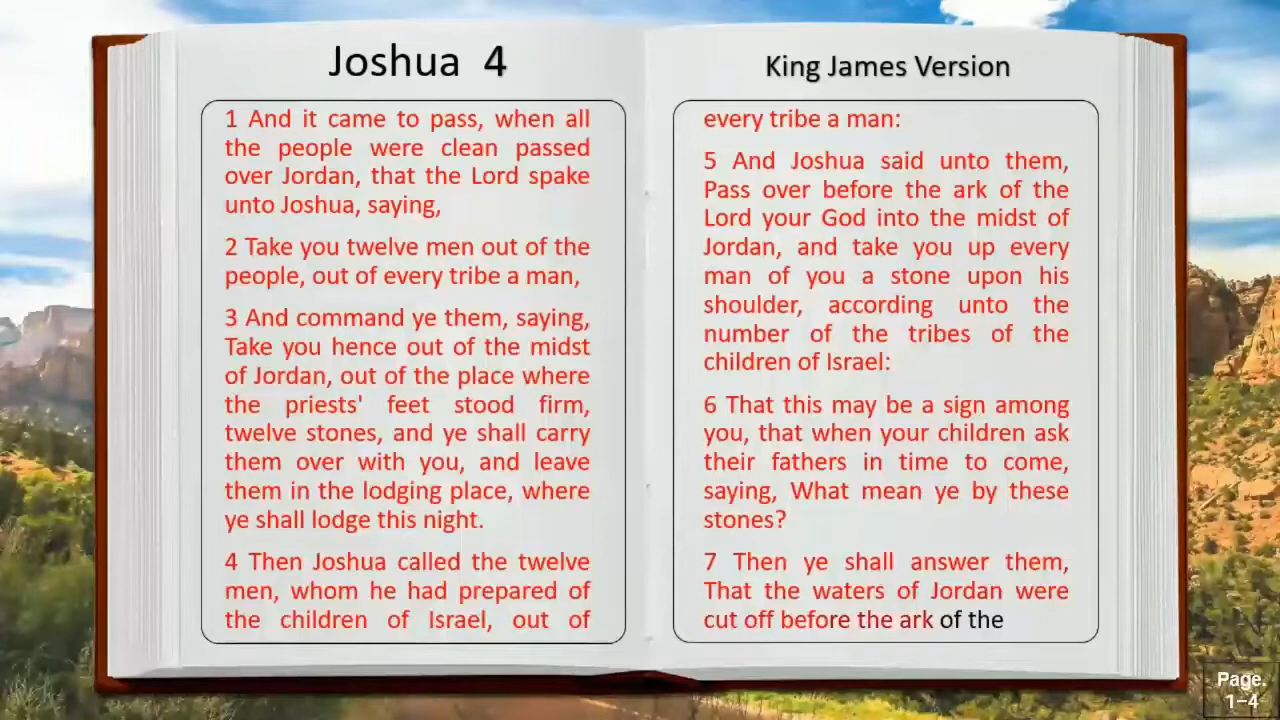 Joshua 4
1 And it came to pass, when all
the people were clean passed
over Jordan, that the Lord spake
unto Joshua, saying,
2 Take you twelve men out of the
people, out of every tribe a man,
3 And command ye them, saying,
Take you hence out of the midst
of Jordan, out of the place where
the priests' feet stood firm,
twelve stones, and ye shall carry
them over with you, and leave
them in the lodging place, where
ye shall lodge this night.
4 Then Joshua called the twelve
men, whom he had prepared of
the children of Israel, out of
King James Version
every tribe a man:
5 And Joshua said unto them,
Pass over before the ark of the
Lord your God into the midst of
Jordan, and take you up every
man of you a stone upon his
shoulder, according unto the
number of the tribes of the
children of Israel:
6 That this may be a sign among
you, that when your children ask
their fathers in time to come,
saying, What mean ye by these
stones?
7 Then ye shall answer them,
That the waters of Jordan were
cut off before the ark of the
Page.
1-4